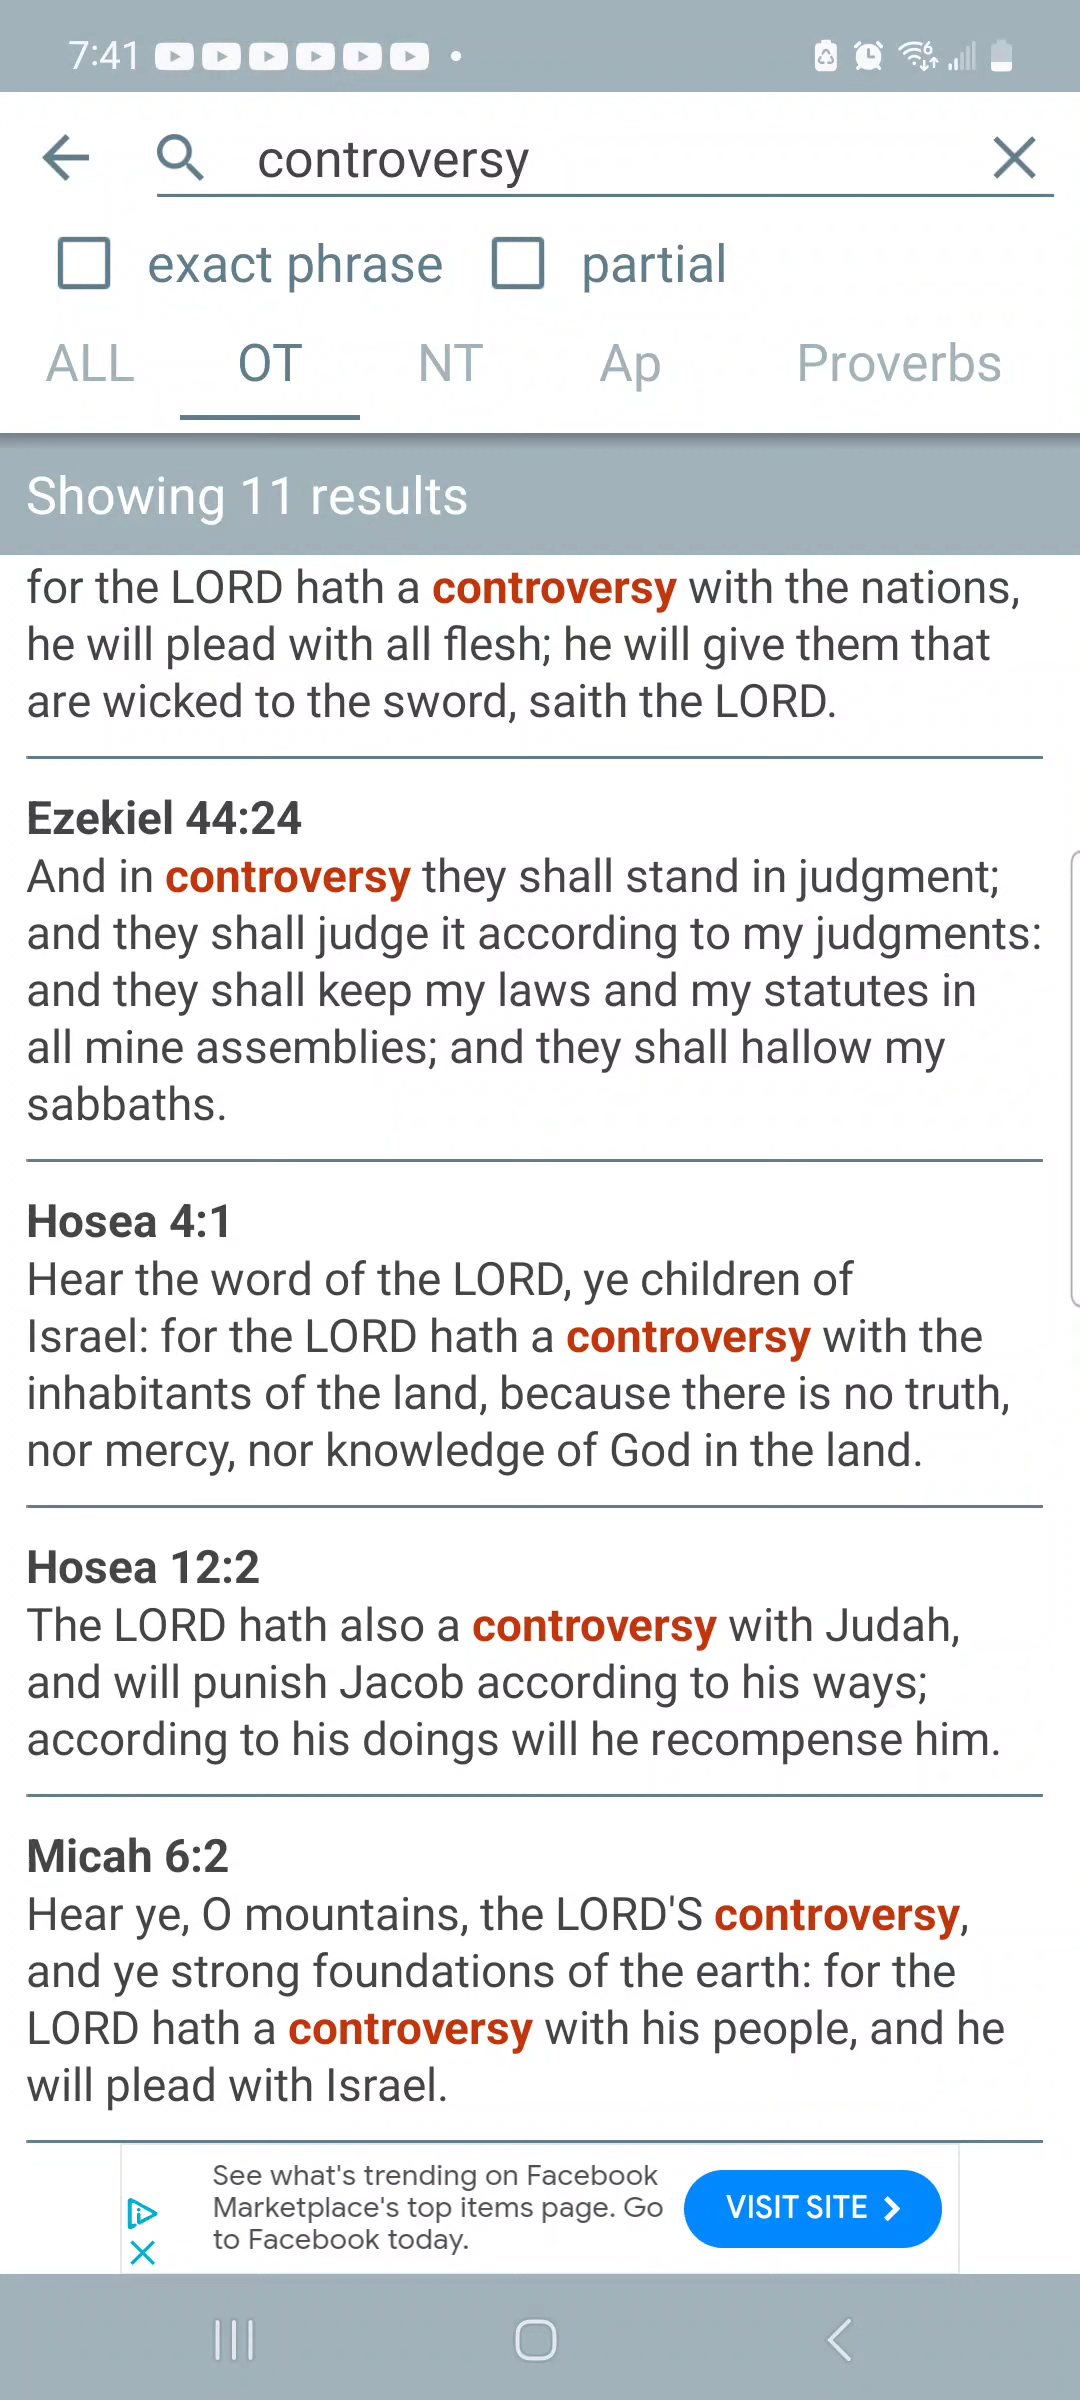 7:41
controversy
exact phrase partial
ALL OT NT Ap Proverbs
Showing 11 results
for the LORD hath a controversy with the nations,
he will plead with all flesh; he will give them that
are wicked to the sword, saith the LORD.
Ezekiel 44:24
And in controversy they shall stand in judgment;
and they shall judge it according to my judgments:
and they shall keep my laws and my statutes in
all mine assemblies; and they shall hallow my
sabbaths.
Hosea 4:1
Hear the word of the LORD, ye children of
Israel: for the LORD hath a controversy with the
inhabitants of the land, because there is no truth,
nor mercy, nor knowledge of God in the land.
Hosea 12:2
The LORD hath also a controversy with Judah,
and will punish Jacob according to his ways;
according to his doings will he recompense him.
Micah 6:2
Hear ye, O mountains, the LORD'S controversy,
and ye strong foundations of the earth: for the
LORD hath a controversy with his people, and he
will plead with Israel.
See what's trending on Facebook
Marketplace's top items page. Go
to Facebook today.
VISIT SITE